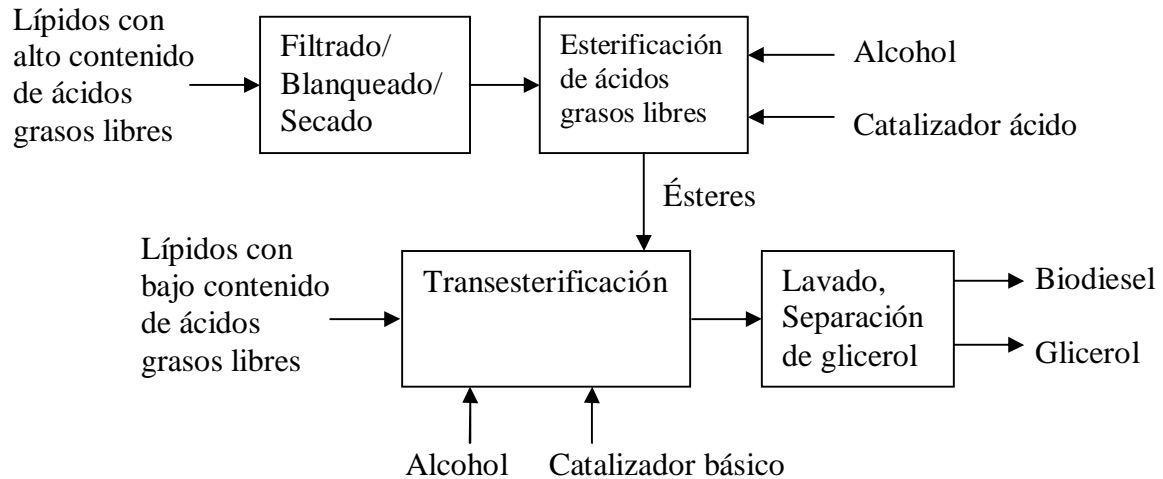 Lípidos con
alto contenido
de ácidos
grasos libres
Filtrado/
Blanqueado/
Secado
Esterificación
de ácidos
grasos libres
Alcohol
Catalizador ácido
Ésteres
Lípidos con
bajo contenido
de ácidos
grasos libres
Transesterificación
Lavado,
Separación
de glicerol
Biodiesel
Glicerol
Alcohol
Catalizador básico